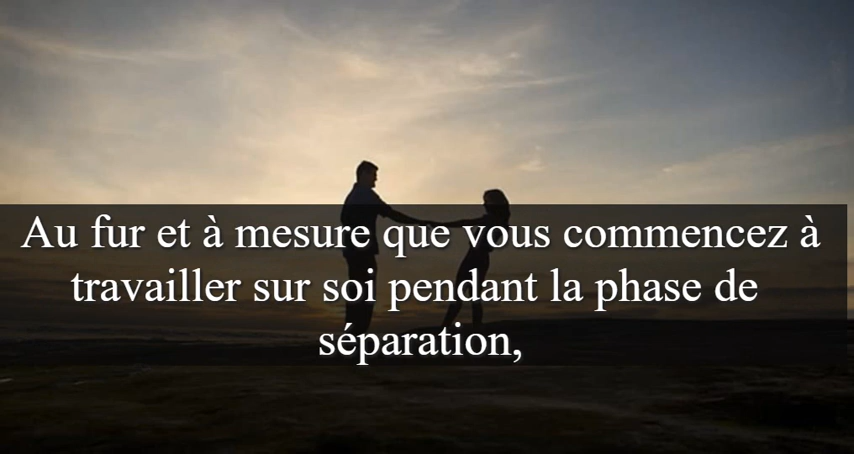 Au fur et à mesure que vous commencez à
travailler sur soi pendant la phase de
séparation,